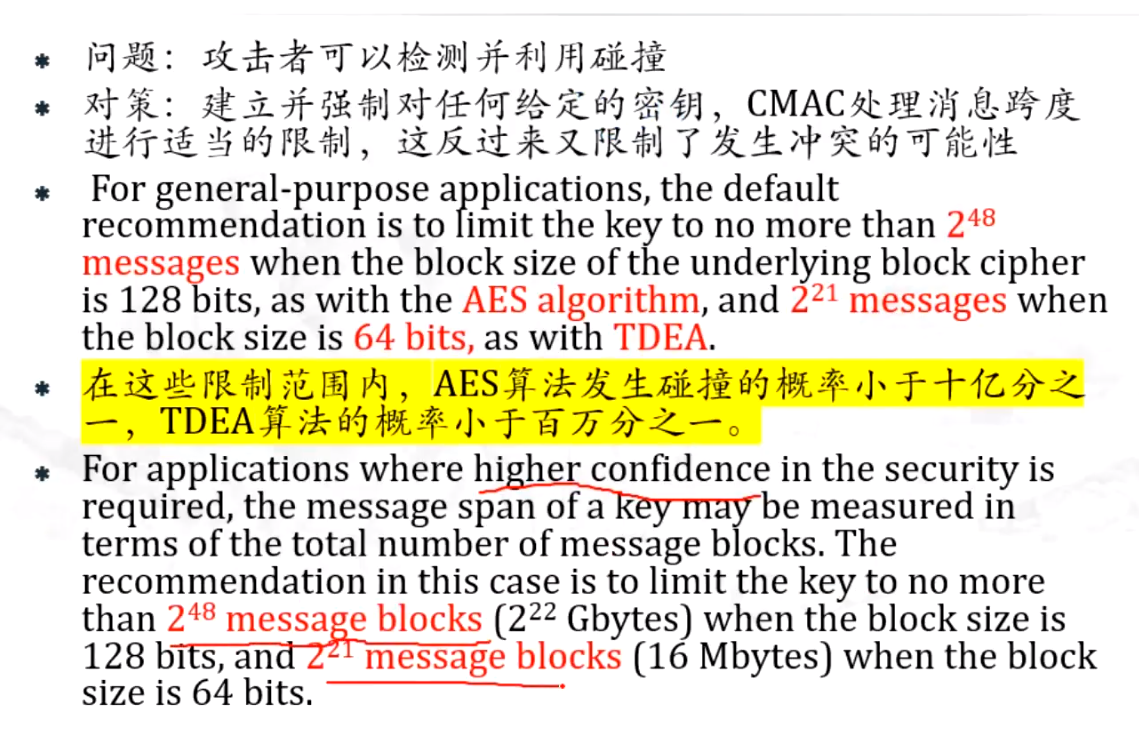 * 问题：攻击者可以检测并利用碰撞
* 对策：建立并强制对任何给定的密钥，CMAC处理消息跨度
进行适当的限制，这反过来又限制了发生冲突的可能性
* For general-purpose applications, the default
recommendation is to limit the key to no more than 2⁴⁸
messages when the block size of the underlying block cipher
is 128 bits, as with the AES algorithm, and 2²¹ messages when
the block size is 64 bits, as with TDEA.
* 在这些限制范围内，AES算法发生碰撞的概率小于十亿分之
一，TDEA算法的概率小于百万分之一。
* For applications where higher confidence in the security is
required, the message span of a key may be measured in
terms of the total number of message blocks. The
recommendation in this case is to limit the key to no more
than 2⁴⁸ message blocks (2²² Gbytes) when the block size is
128 bits, and 2²¹ message blocks (16 Mbytes) when the block
size is 64 bits.